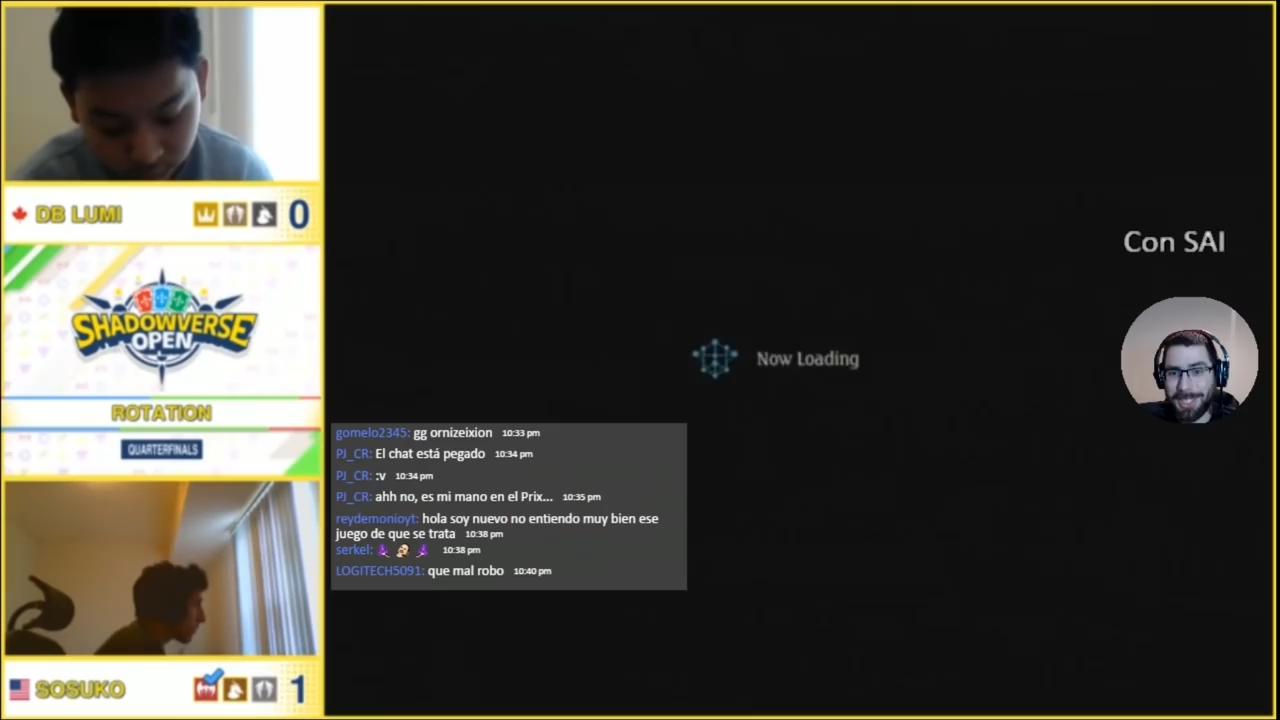 DB LUMI
0
SHADOWVERSE
OPEN
ROTATION
QUARTERFINALS
SOSUKO
1
Con SAI
Now Loading
gomelo2345: gg ornizeixion 10:33 pm
PJ_CR: El chat está pegado 10:34 pm
PJ_CR: :v 10:34 pm
PJ_CR: ahh no, es mi mano en el Prix... 10:35 pm
reydemonioyt: hola soy nuevo no entiendo muy bien ese
juego de que se trata 10:38 pm
serkel: 10:38 pm
LOGITECH5091: que mal robo 10:40 pm